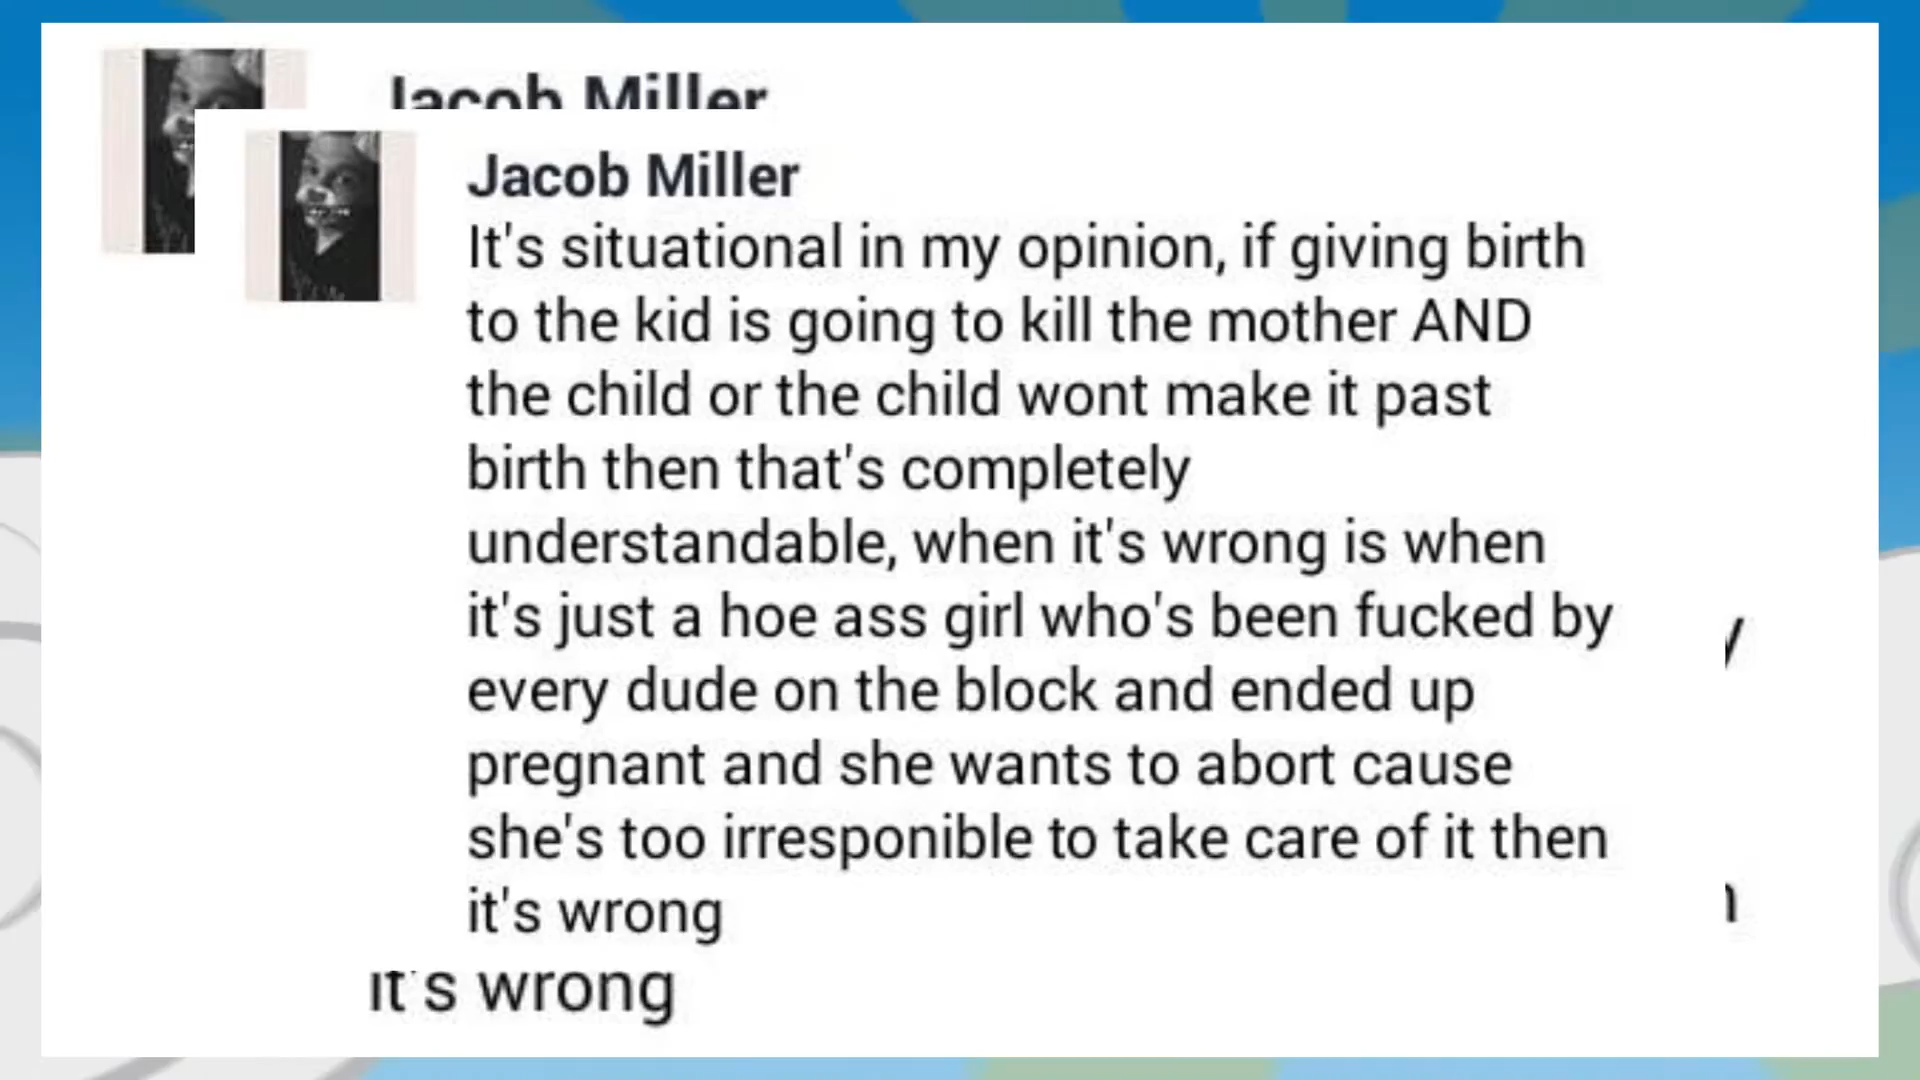 Jacob Miller
Jacob Miller
It's situational in my opinion, if giving birth
to the kid is going to kill the mother AND
the child or the child wont make it past
birth then that's completely
understandable, when it's wrong is when
it's just a hoe ass girl who's been fucked by
every dude on the block and ended up
pregnant and she wants to abort cause
she's too irresponible to take care of it then
it's wrong
it's wrong